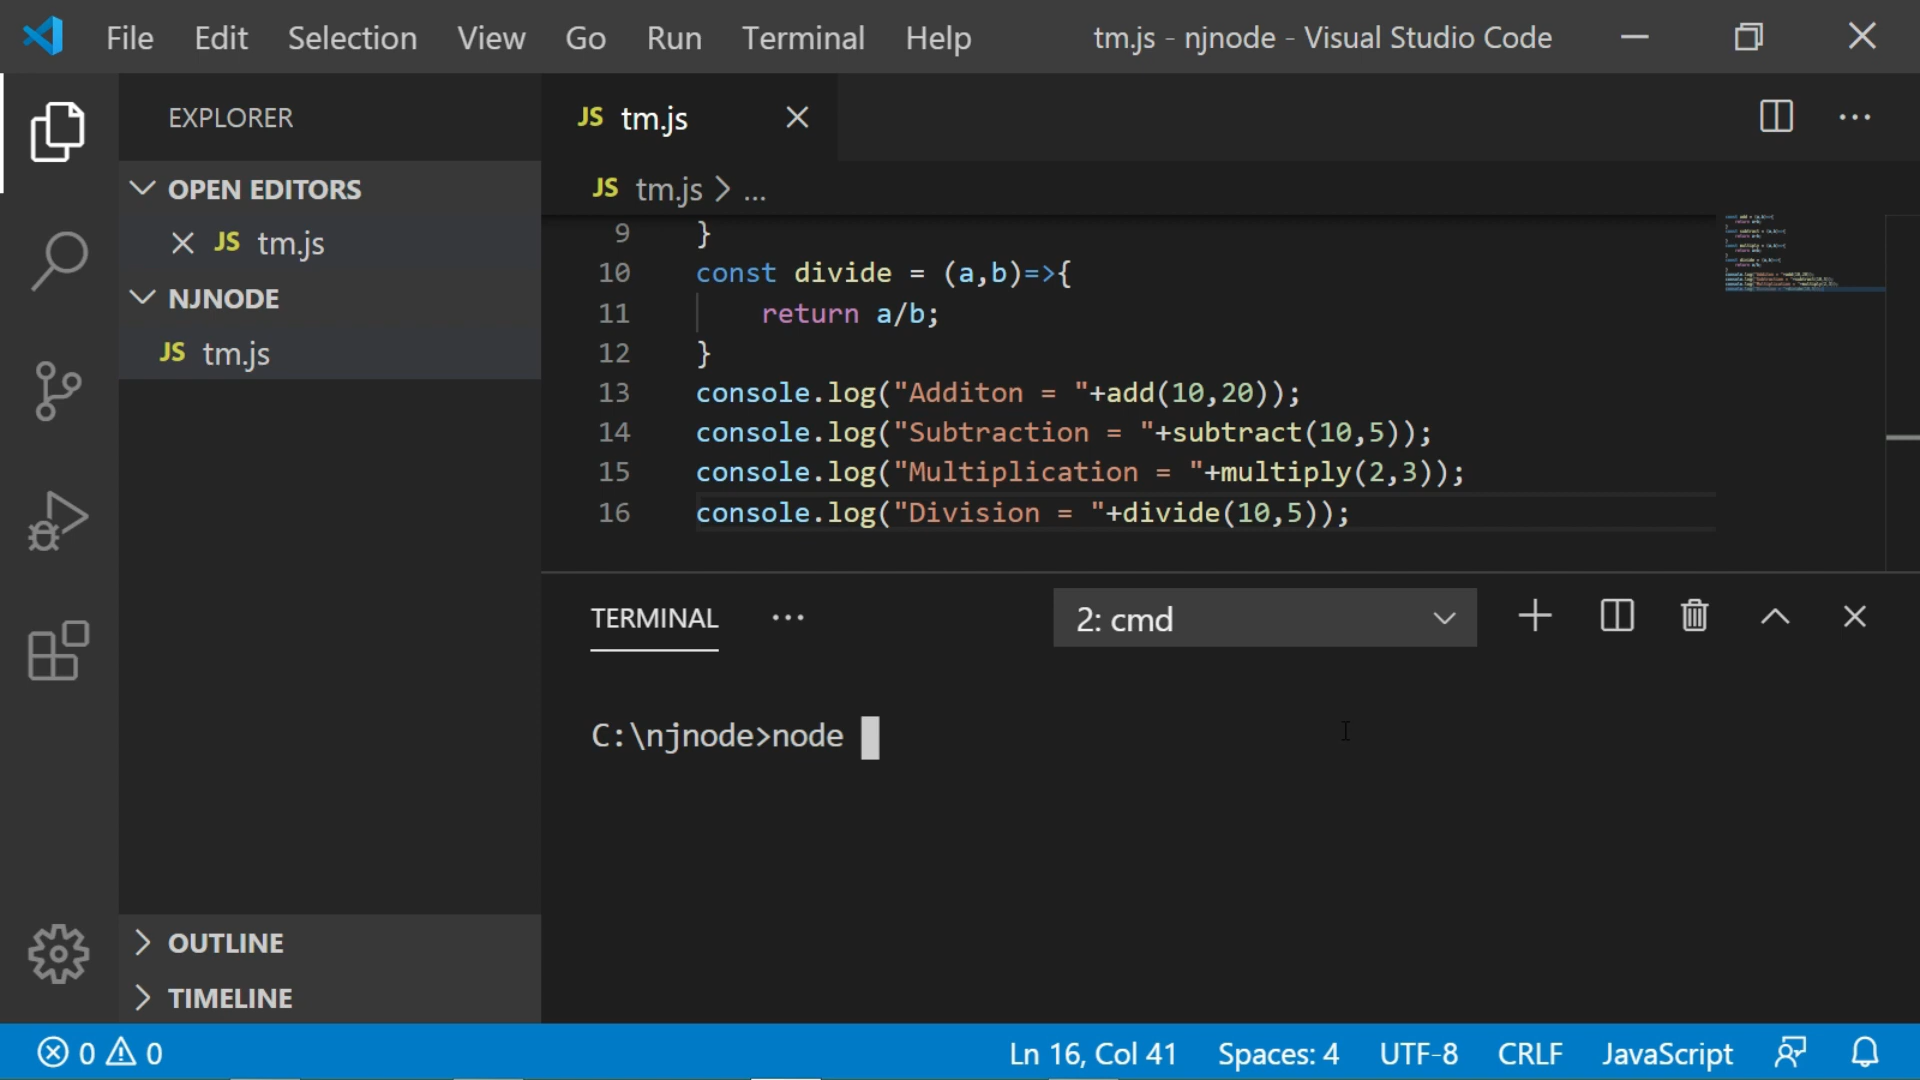 File Edit Selection View Go Run Terminal Help tm.js - njnode - Visual Studio Code
EXPLORER
OPEN EDITORS
JS tm.js
NJNODE
JS tm.js
OUTLINE
TIMELINE
JS tm.js
JS tm.js > ...
9 }
10 const divide = (a,b)=>{
11 return a/b;
12 }
13 console.log("Additon = "+add(10,20));
14 console.log("Subtraction = "+subtract(10,5));
15 console.log("Multiplication = "+multiply(2,3));
16 console.log("Division = "+divide(10,5));
TERMINAL ... 2: cmd
C:\njnode>node
0 0 Ln 16, Col 41 Spaces: 4 UTF-8 CRLF JavaScript